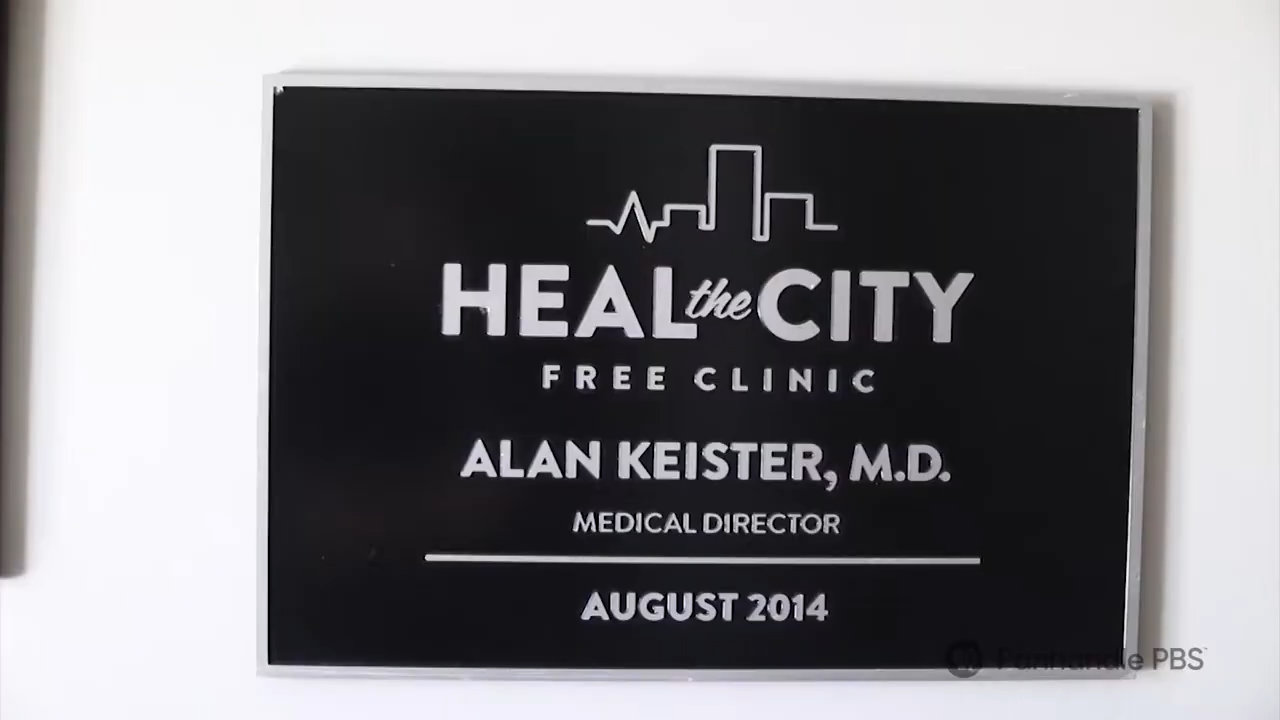 HEAL the CITY
FREE CLINIC
ALAN KEISTER, M.D.
MEDICAL DIRECTOR
AUGUST 2014
Panhandle PBS